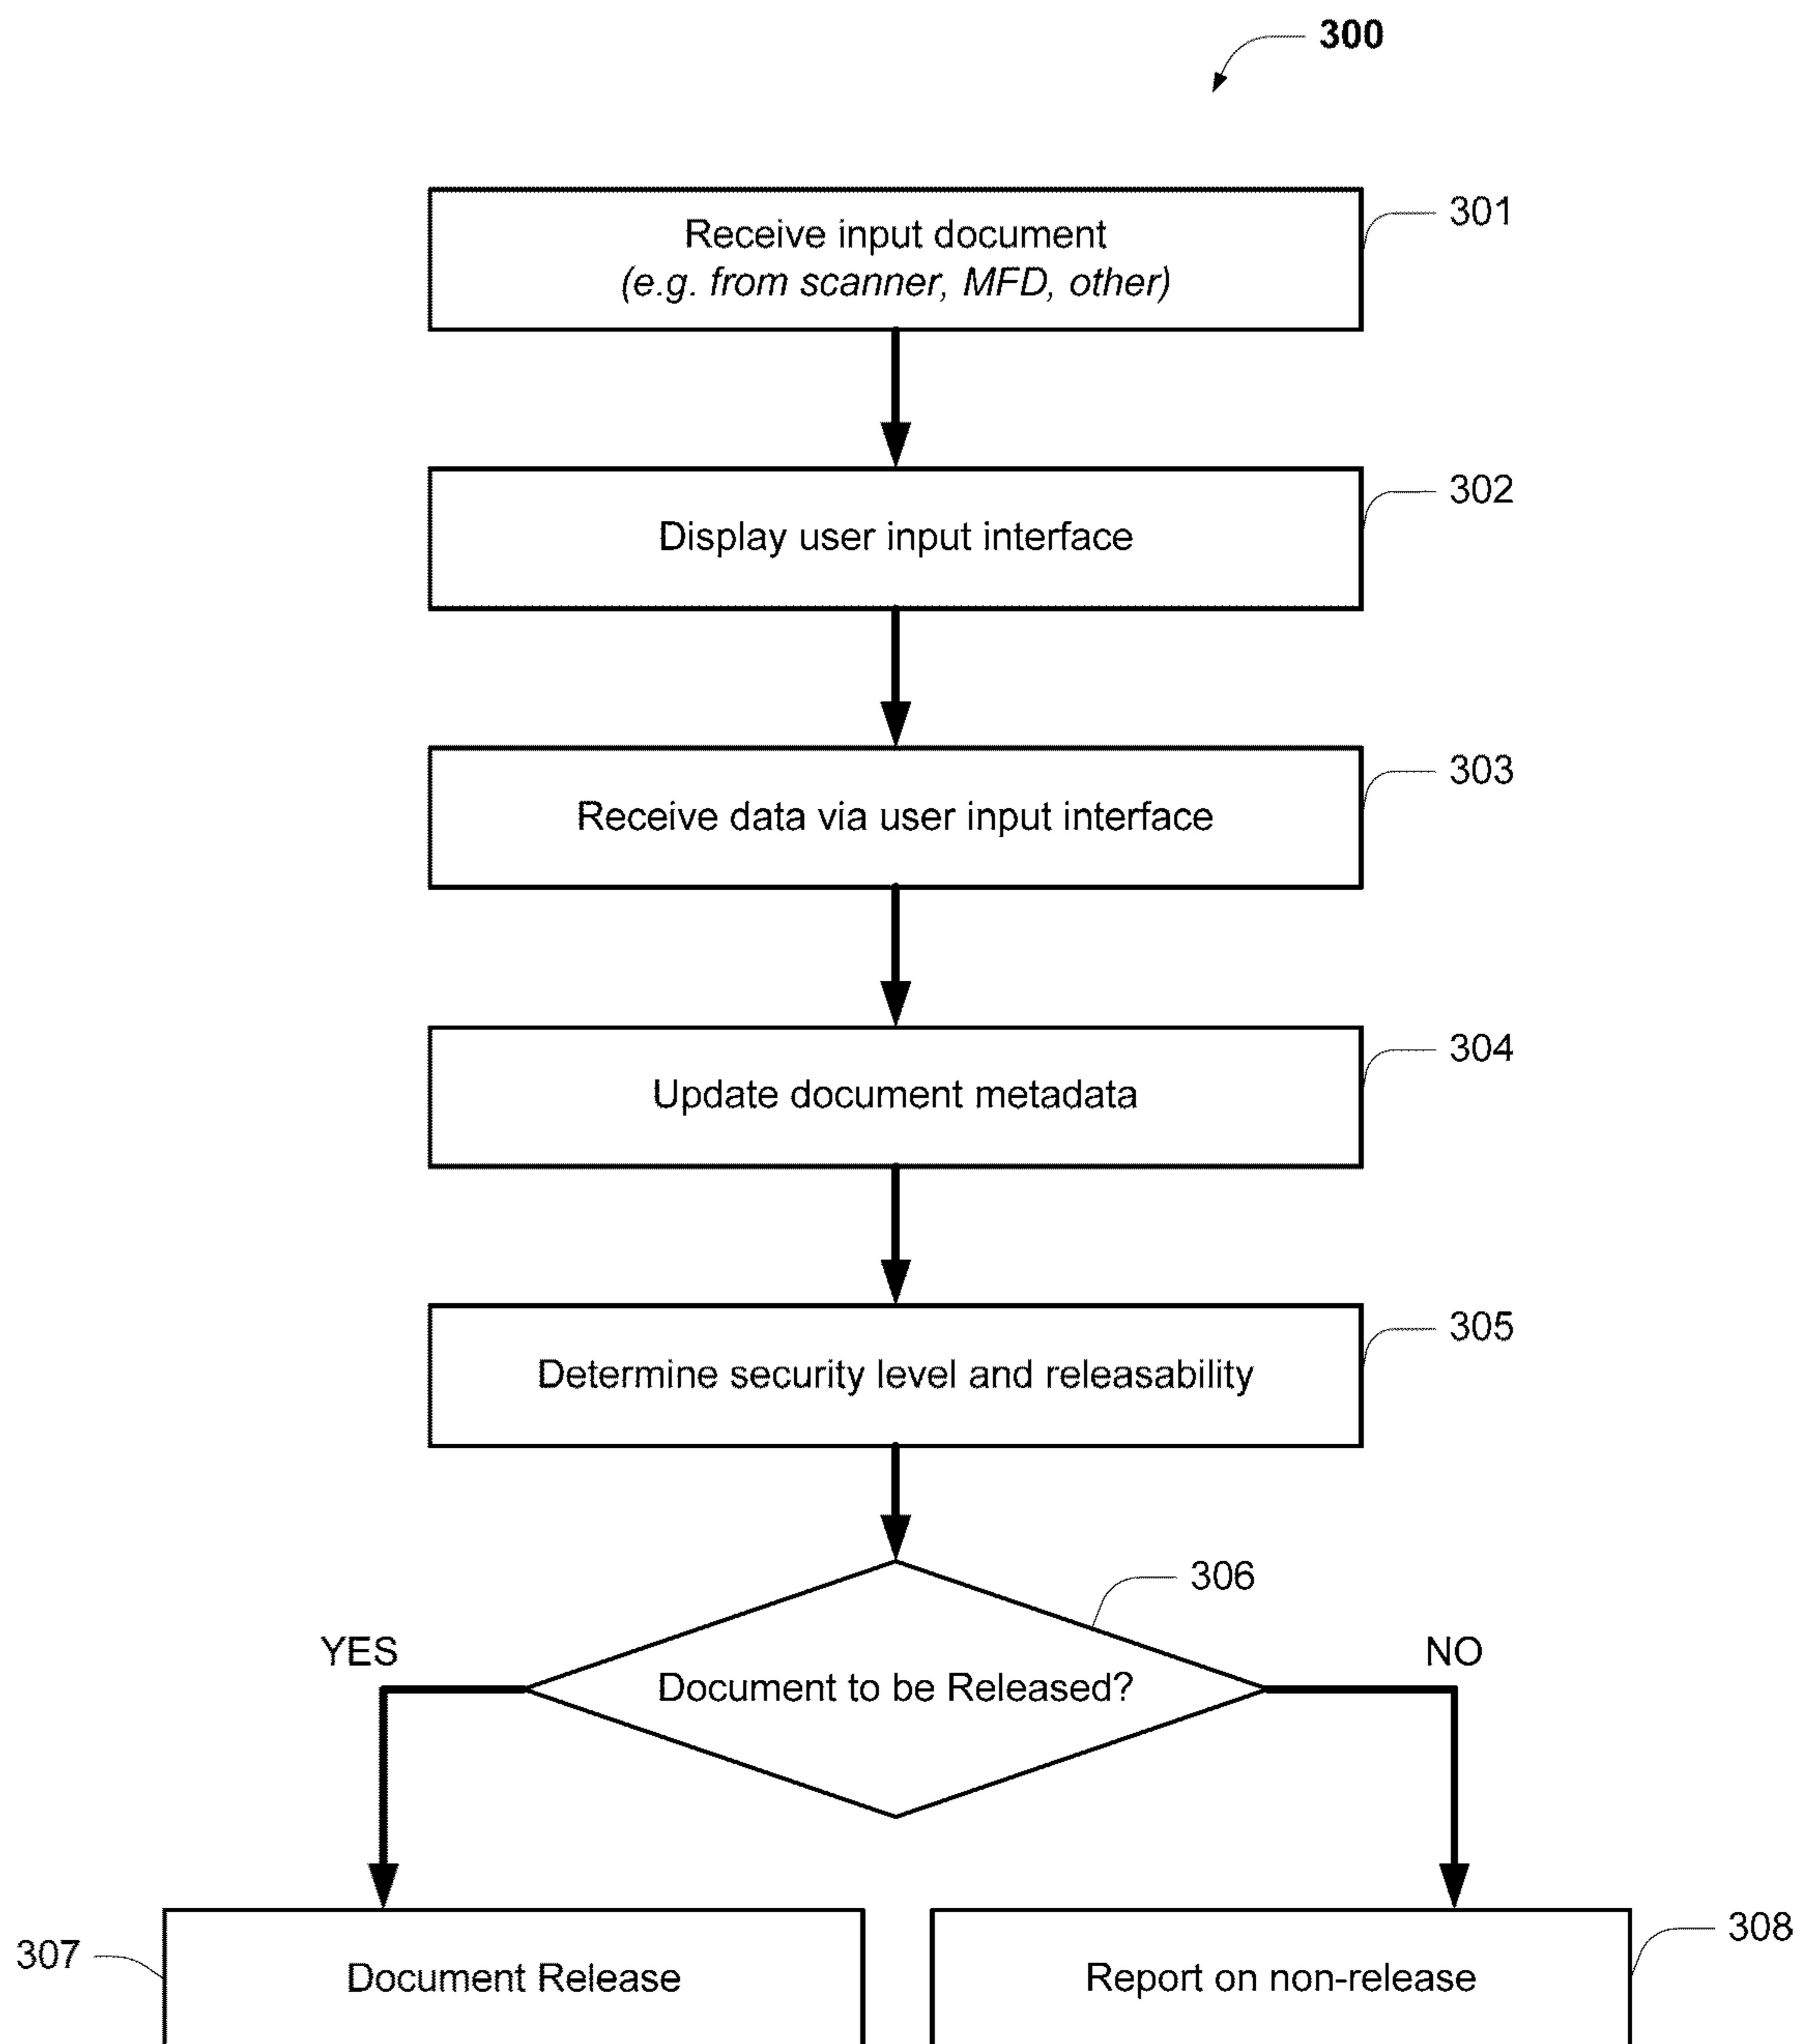 300
Receive input document
(e.g. from scanner, MFD, other)
301
Display user input interface
302
Receive data via user input interface
303
Update document metadata
304
Determine security level and releasability
305
306
YES
Document to be Released?
NO
307
Document Release
Report on non-release
308